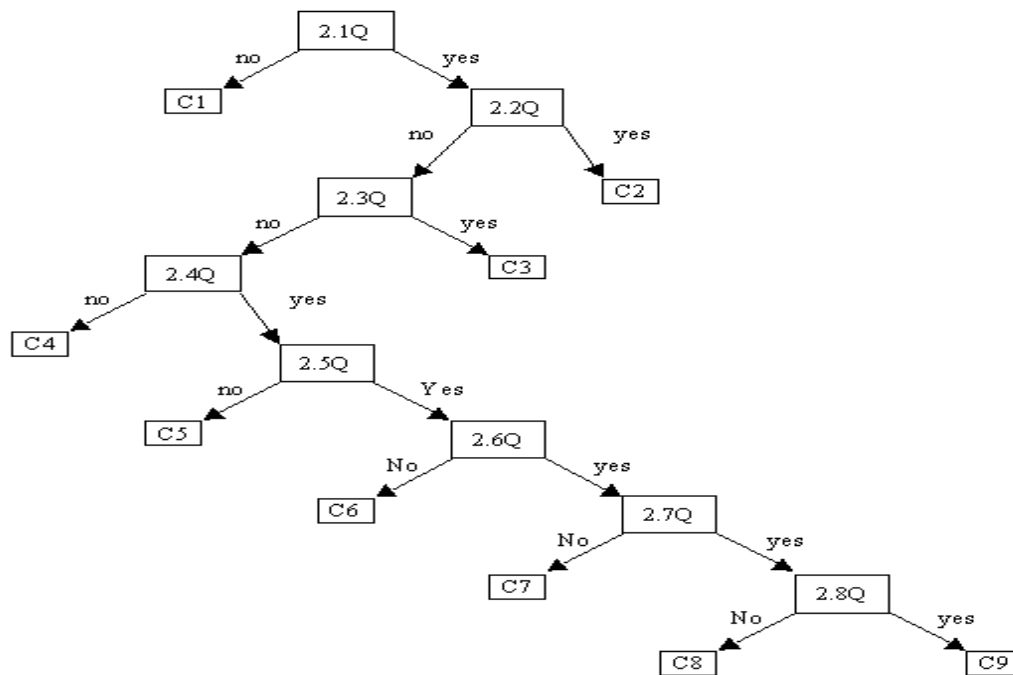 2.1Q
no
yes
C1
2.2Q
no
yes
2.3Q
C2
no
yes
2.4Q
C3
no
yes
C4
2.5Q
no
Yes
C5
2.6Q
No
yes
C6
2.7Q
No
yes
C7
2.8Q
No
yes
C8
C9